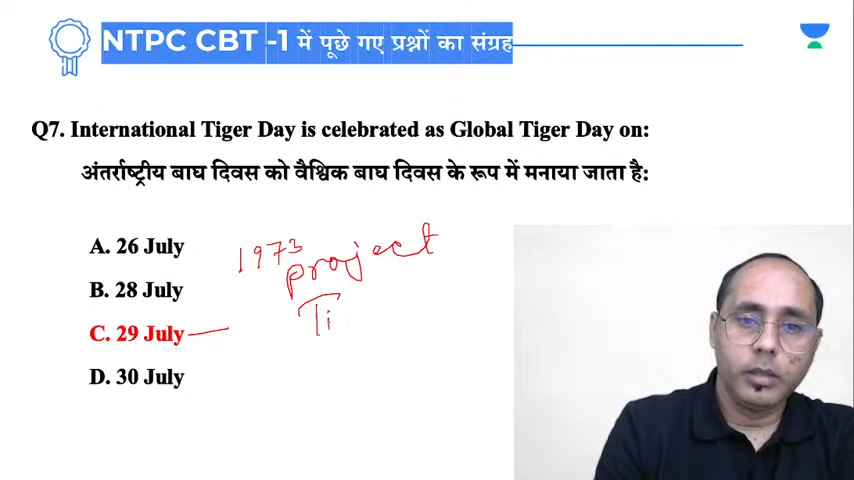 NTPC CBT -1 में पूछे गए प्रश्नों का संग्रह
Q7. International Tiger Day is celebrated as Global Tiger Day on:
अंतर्राष्ट्रीय बाघ दिवस को वैश्विक बाघ दिवस के रूप में मनाया जाता है:
A. 26 July
B. 28 July
C. 29 July
D. 30 July
1973 project
Ti